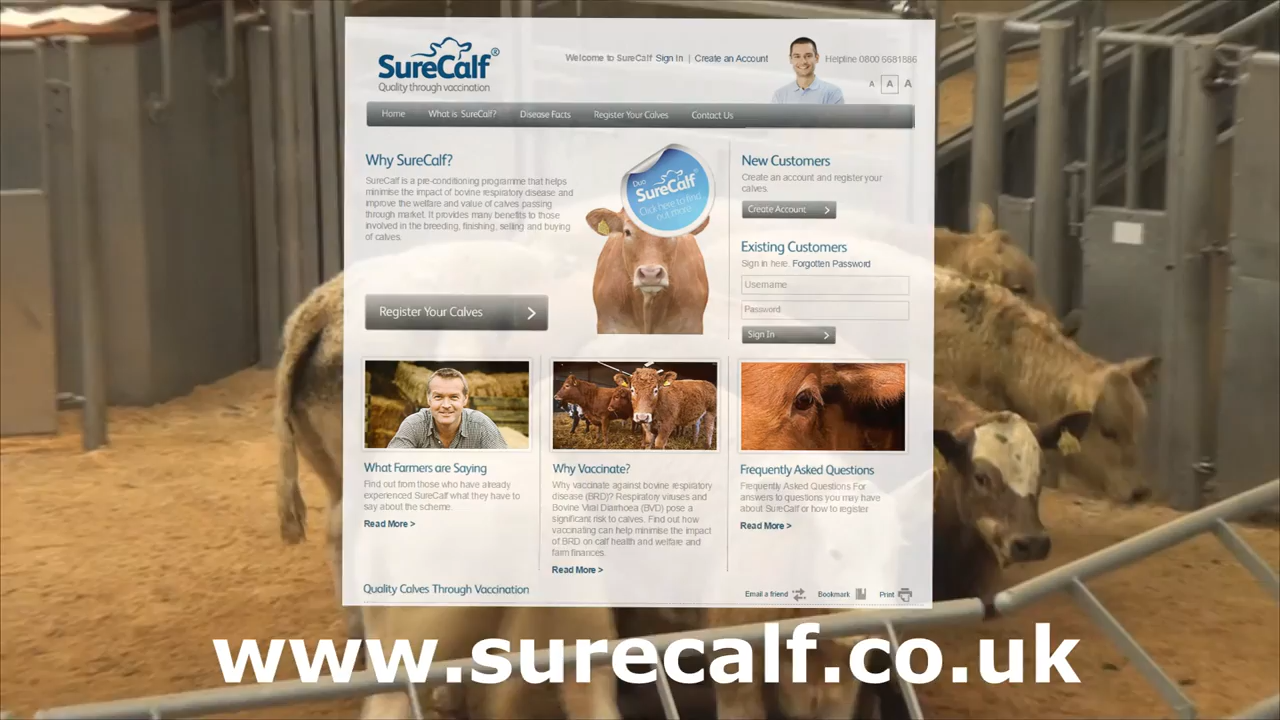 SureCalf®
Quality through vaccination
Welcome to SureCalf Sign In | Create an Account
Helpline 0800 5581886
A A A
Home What is SureCalf? Disease Facts Register Your Calves Contact Us
Why SureCalf?
SureCalf is a pre-conditioning programme that helps
minimise the impact of bovine respiratory disease and
improve the welfare and value of calves passing
through market. It provides many benefits to those
involved in the breeding, finishing, selling and buying
of calves.
Register Your Calves
Duo
SureCalf
Click here to find
out more
New Customers
Create an account and register your
calves.
Create Account
Existing Customers
Sign in here. Forgotten Password
Username
Password
Sign In
What Farmers are Saying
Find out from those who have already
experienced SureCalf what they have to
say about the scheme.
Read More >
Why Vaccinate?
Why vaccinate against bovine respiratory
disease (BRD)? Respiratory viruses and
Bovine Viral Diarrhoea (BVD) pose a
significant risk to calves. Find out how
vaccinating can help minimise the impact
of BRD on calf health and welfare and
farm finances.
Read More >
Frequently Asked Questions
Frequently Asked Questions For
answers to questions you may have
about SureCalf or how to register
Read More >
Quality Calves Through Vaccination
Email a friend Bookmark Print
www.surecalf.co.uk